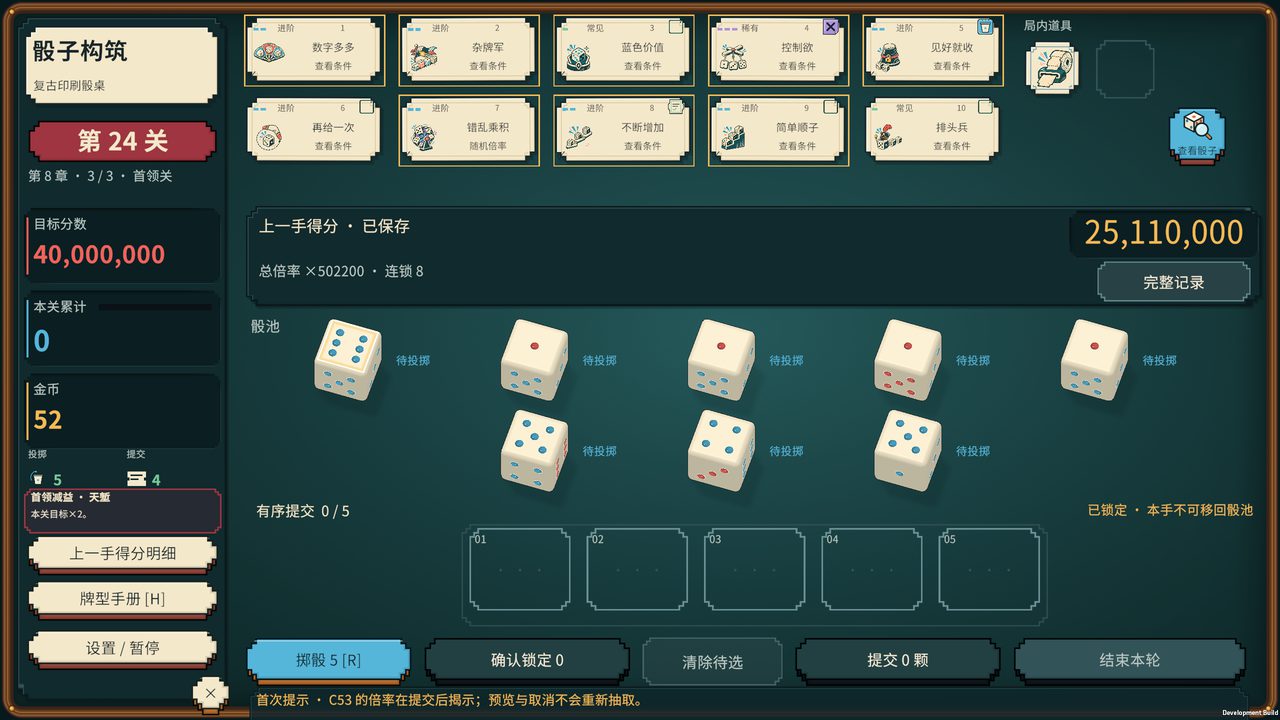 骰子构筑
复古印刷骰桌
第 24 关
第 8 章 · 3 / 3 · 首领关
目标分数
40,000,000
本关累计
0
金币
52
投掷
5
提交
4
首领减益 · 天堑
本关目标×2。
上一手得分明细
牌型手册 [H]
设置 / 暂停
×
进阶 1
数字多多
查看条件
进阶 2
杂牌军
查看条件
常见 3
蓝色价值
查看条件
稀有 4
控制欲
查看条件
进阶 5
见好就收
查看条件
进阶 6
再给一次
查看条件
进阶 7
错乱乘积
随机倍率
进阶 8
不断增加
查看条件
进阶 9
简单顺子
查看条件
常见 10
排头兵
查看条件
局内道具
查看骰子
上一手得分 · 已保存
25,110,000
总倍率 ×502200 · 连锁 8
完整记录
骰池
待投掷
待投掷
待投掷
待投掷
待投掷
待投掷
待投掷
待投掷
有序提交 0 / 5
已锁定 · 本手不可移回骰池
01
02
03
04
05
掷骰 5 [R]
确认锁定 0
清除待选
提交 0 颗
结束本轮
首次提示 · C53 的倍率在提交后揭示；预览与取消不会重新抽取。
Development Build